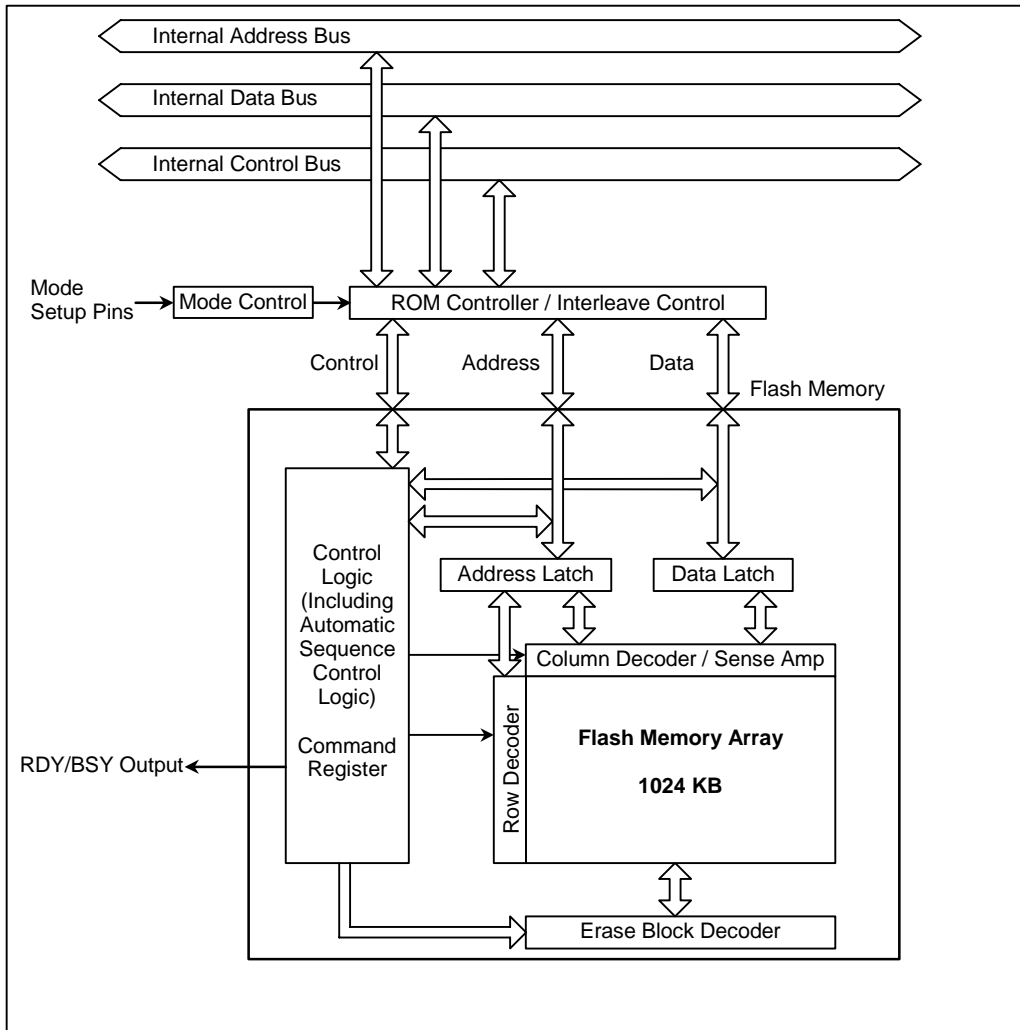 Internal Address Bus
Internal Data Bus
Internal Control Bus
Mode
Setup Pins
Mode Control
ROM Controller / Interleave Control
Control
Address
Data
Flash Memory
Control
Logic
(Including
Automatic
Sequence
Control
Logic)
Command
Register
Address Latch
Data Latch
Column Decoder / Sense Amp
Row Decoder
Flash Memory Array
1024 KB
RDY/BSY Output
Erase Block Decoder